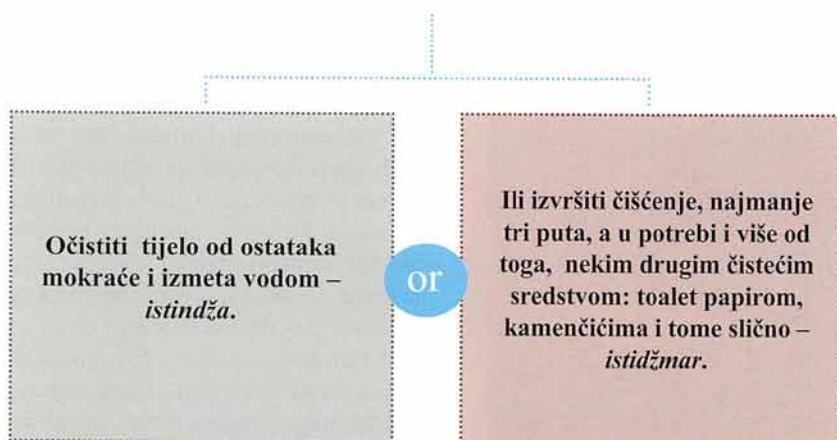 Očistiti tijelo od ostataka
mokraće i izmeta vodom –
istindža.
or
Ili izvršiti čišćenje, najmanje
tri puta, a u potrebi i više od
toga, nekim drugim čistećim
sredstvom: toalet papirom,
kamenčićima i tome slično –
istidžmar.